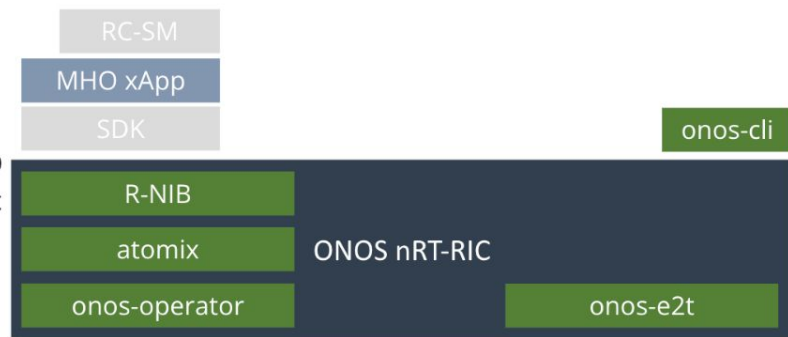 RC-SM
MHO xApp
SDK
onos-cli
R-NIB
atomix
ONOS nRT-RIC
onos-operator
onos-e2t